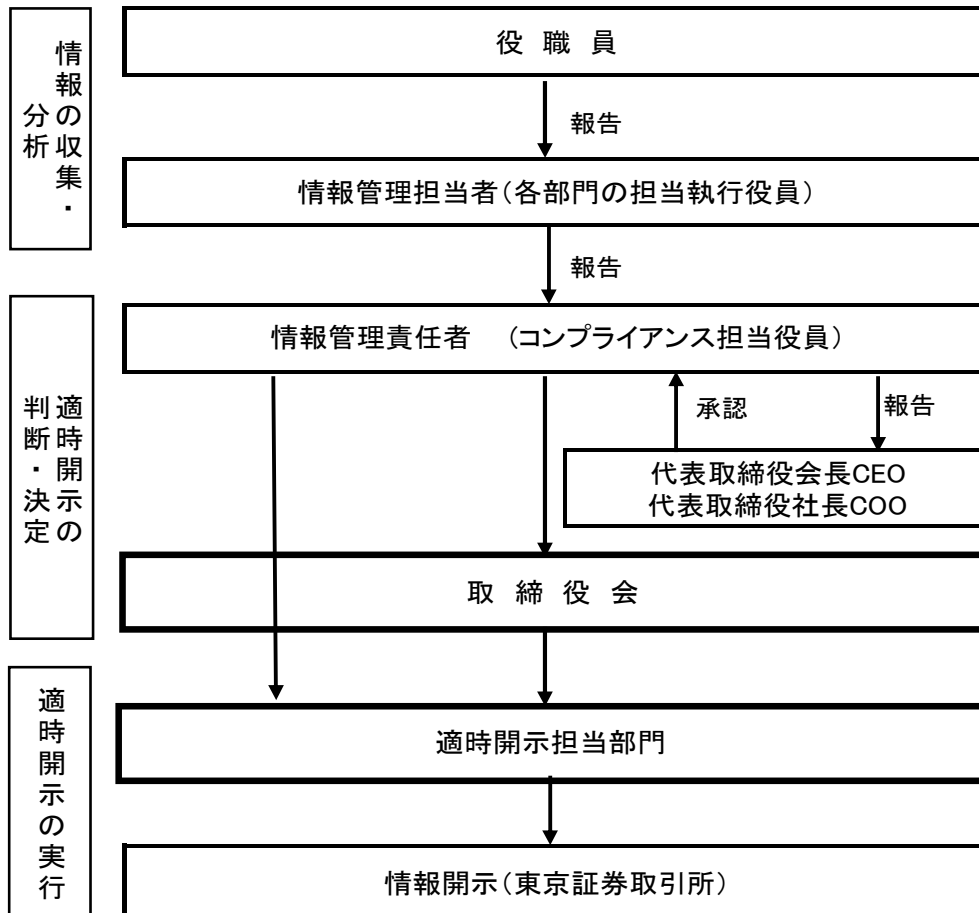 情報の収集・
分析
役 職 員
報告
情報管理担当者(各部門の担当執行役員)
報告
適時開示の
判断・決定
情報管理責任者 (コンプライアンス担当役員)
承認
報告
代表取締役会長CEO
代表取締役社長COO
取 締 役 会
適時開示の実行
適時開示担当部門
情報開示(東京証券取引所)